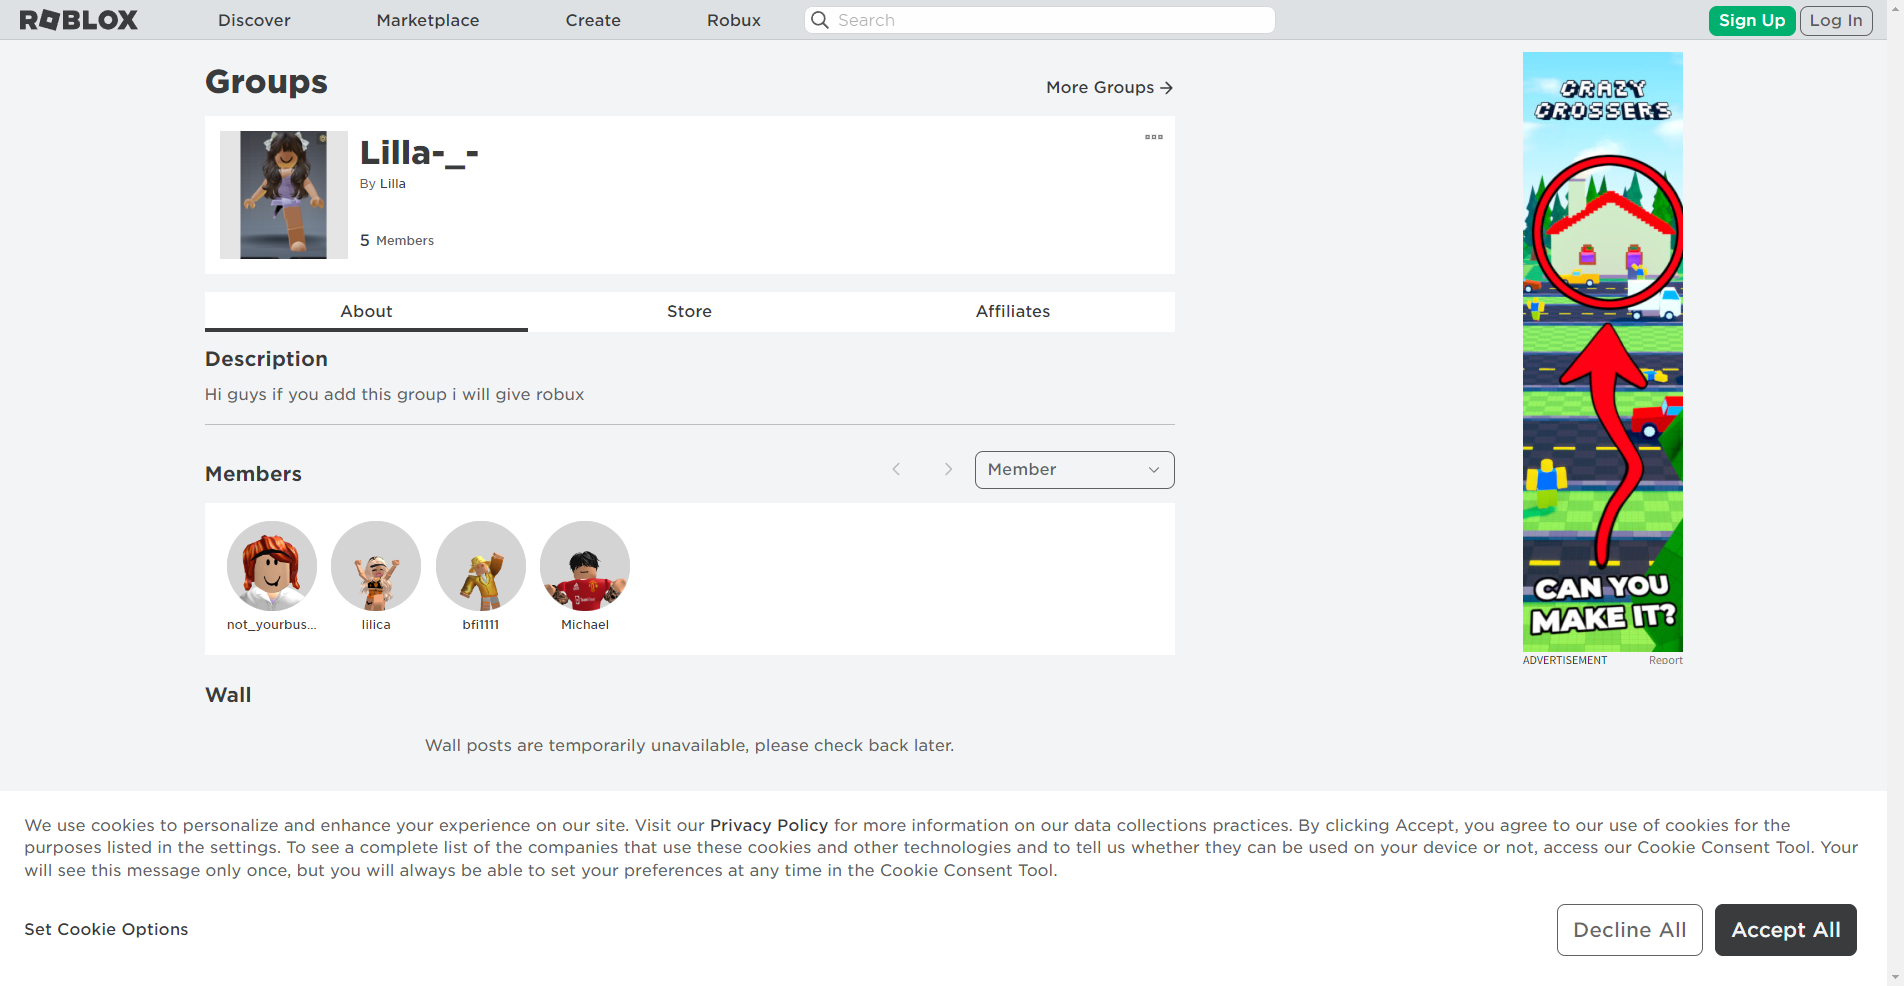 ROBLOX
Discover
Marketplace
Create
Robux
Search
Sign Up
Log In
Groups
More Groups
Lilla-_-
By Lilla
5 Members
About
Store
Affiliates
Description
Hi guys if you add this group i will give robux
Members
Member
not_yourbus...
lilica
bfi1111
Michael
Wall
Wall posts are temporarily unavailable, please check back later.
CRAZY
CROSSERS
CAN YOU
MAKE IT?
ADVERTISEMENT
Report
We use cookies to personalize and enhance your experience on our site. Visit our Privacy Policy for more information on our data collections practices. By clicking Accept, you agree to our use of cookies for the
purposes listed in the settings. To see a complete list of the companies that use these cookies and other technologies and to tell us whether they can be used on your device or not, access our Cookie Consent Tool. Your
will see this message only once, but you will always be able to set your preferences at any time in the Cookie Consent Tool.
Set Cookie Options
Decline All
Accept All